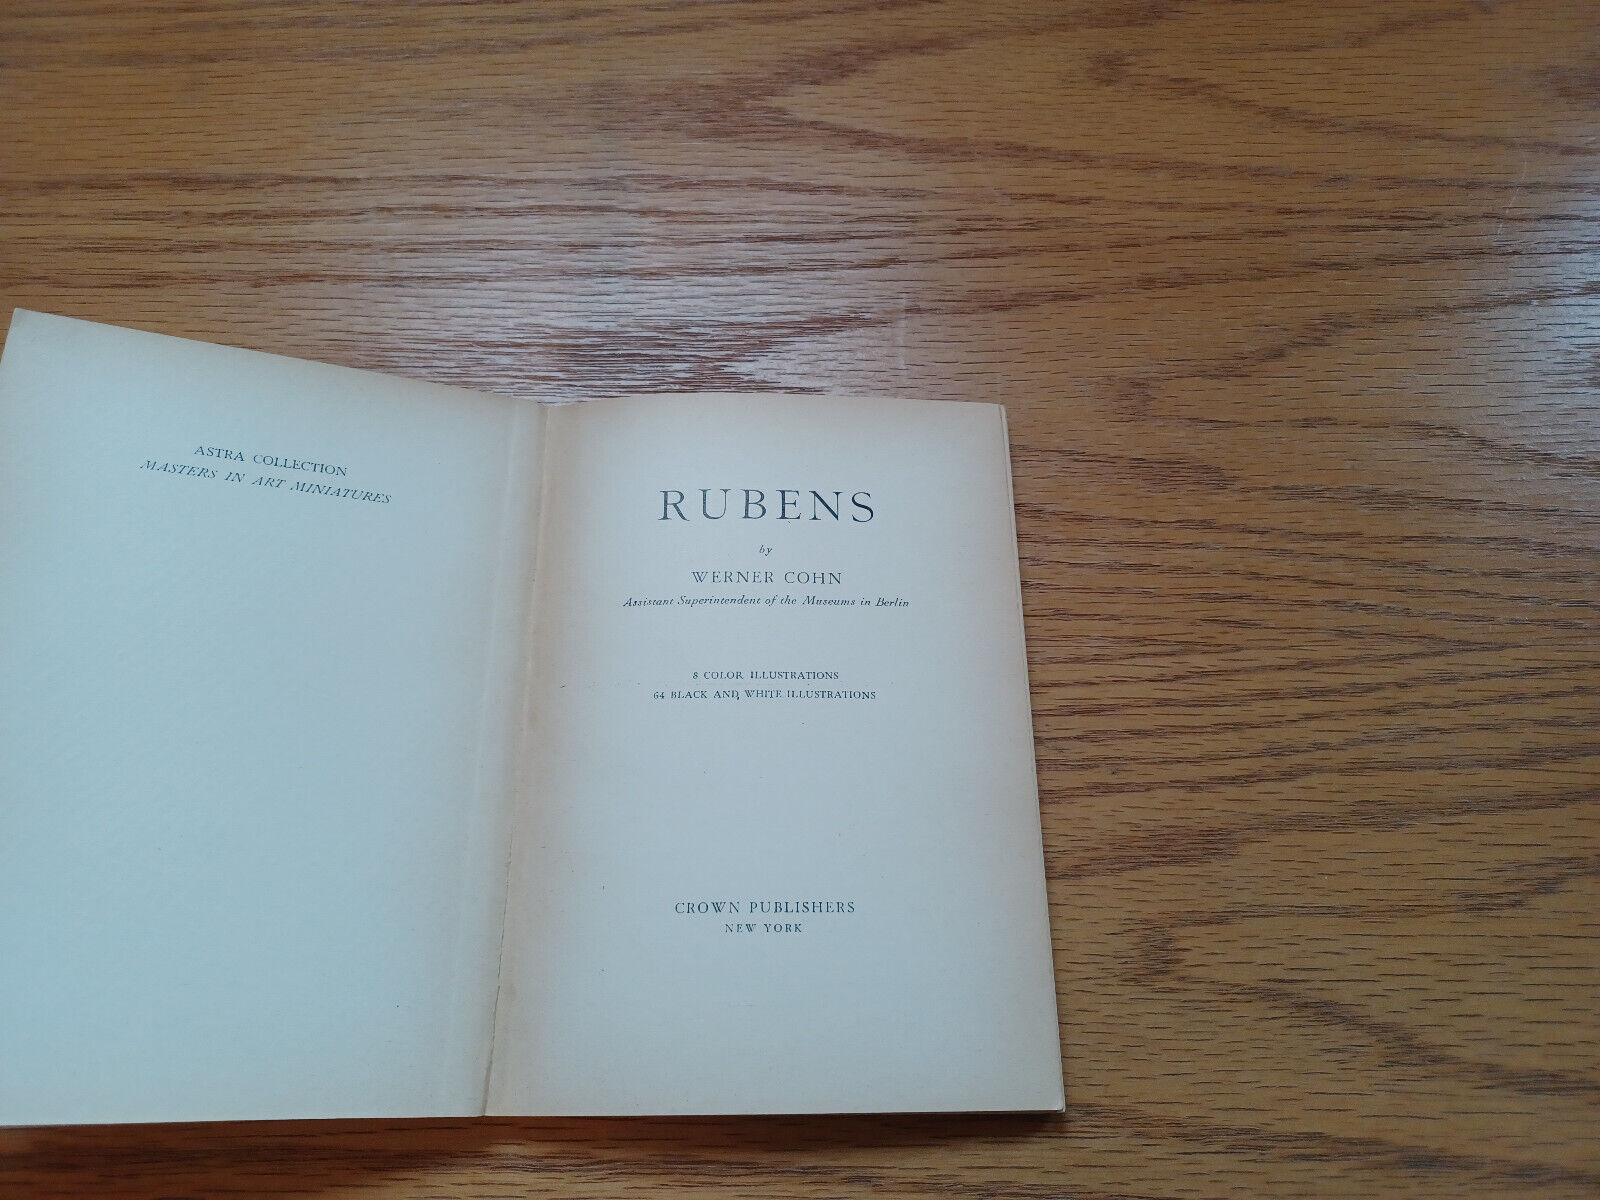 ASTRA COLLECTION
MASTERS IN ART MINIATURES
RUBENS
by
WERNER COHN
Assistant Superintendent of the Museums in Berlin
8 COLOR ILLUSTRATIONS
64 BLACK AND WHITE ILLUSTRATIONS
CROWN PUBLISHERS
NEW YORK